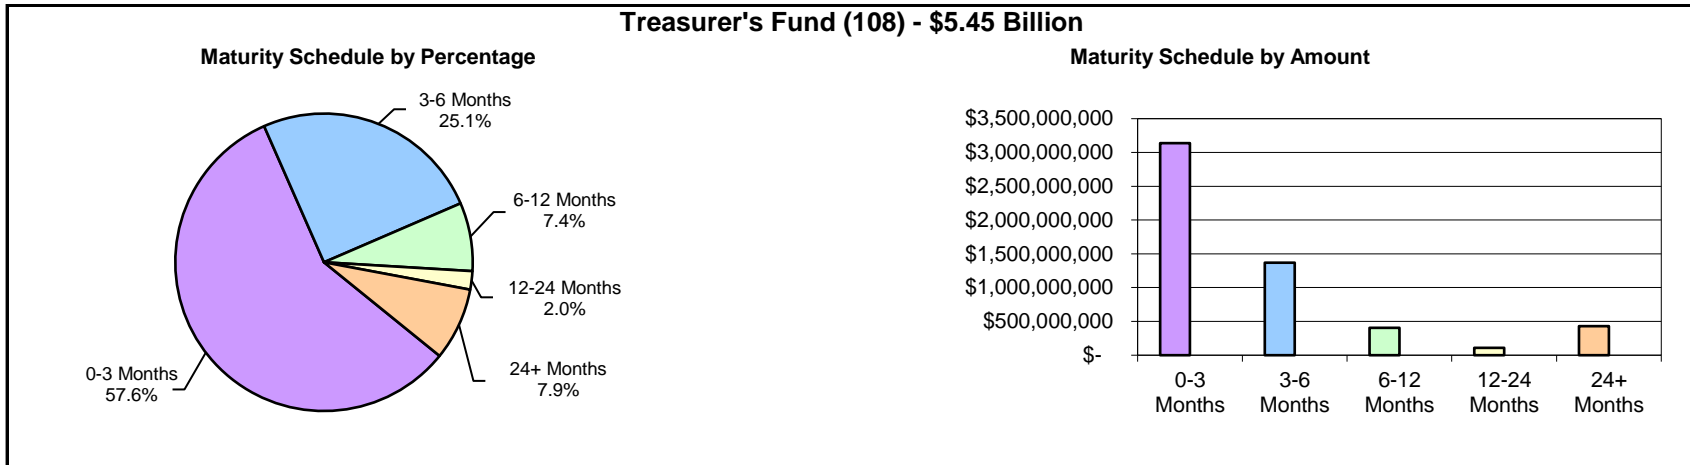 Treasurer's Fund (108) - $5.45 Billion
Maturity Schedule by Percentage
3-6 Months
25.1%
6-12 Months
7.4%
12-24 Months
2.0%
24+ Months
7.9%
0-3 Months
57.6%
Maturity Schedule by Amount
$3,500,000,000
$3,000,000,000
$2,500,000,000
$2,000,000,000
$1,500,000,000
$1,000,000,000
$500,000,000
$-
0-3 Months
3-6 Months
6-12 Months
12-24 Months
24+ Months